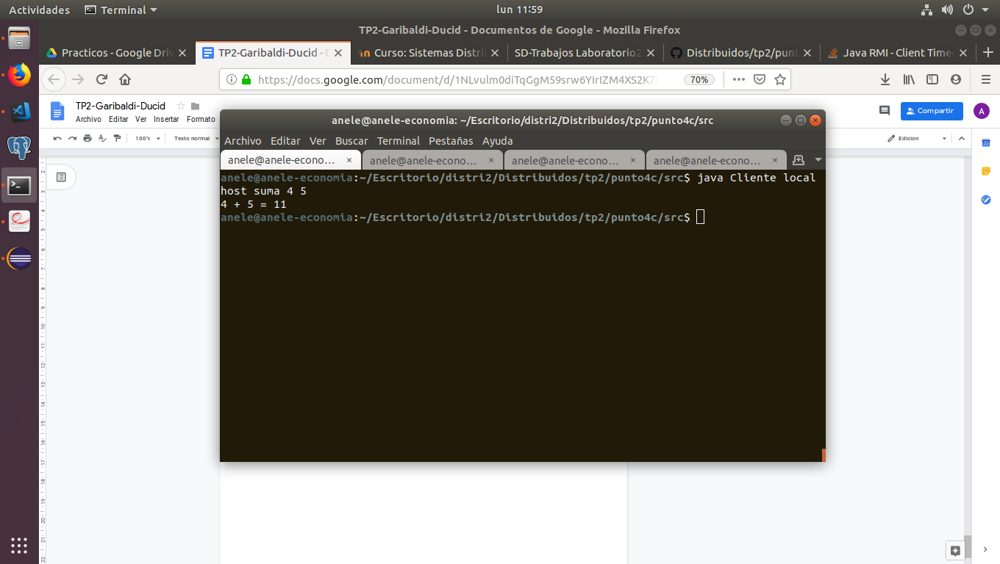 Actividades Terminal lun 11:59
TP2-Garibaldi-Ducid - Documentos de Google - Mozilla Firefox
Practicos - Google Driv TP2-Garibaldi-Ducid - D Curso: Sistemas Distri SD-Trabajos Laboratorio2 Distribuidos/tp2/punt Java RMI - Client Timeo
https://docs.google.com/document/d/1NLvulm0diTqGgM59srw6YIrIZM4XS2K7 70%
TP2-Garibaldi-Ducid
Archivo Editar Ver Insertar Formato
Compartir A
100% Texto normal Edición
anele@anele-economia: ~/Escritorio/distri2/Distribuidos/tp2/punto4c/src
Archivo Editar Ver Buscar Terminal Pestañas Ayuda
anele@anele-econo… anele@anele-econo… anele@anele-econo… anele@anele-econo…
anele@anele-economia:~/Escritorio/distri2/Distribuidos/tp2/punto4c/src$ java Cliente local
host suma 4 5
4 + 5 = 11
anele@anele-economia:~/Escritorio/distri2/Distribuidos/tp2/punto4c/src$